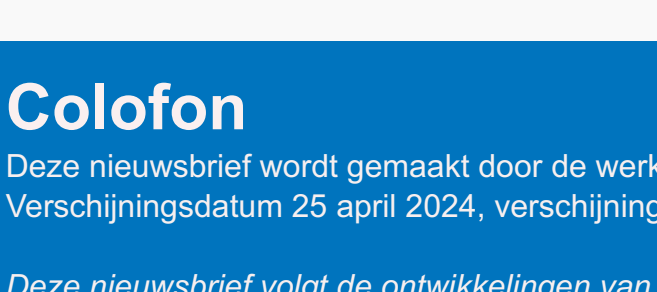 Colofon
Deze nieuwsbrief wordt gemaakt door de werk
Verschijningsdatum 25 april 2024, verschijning
Deze nieuwsbrief volgt de ontwikkelingen van